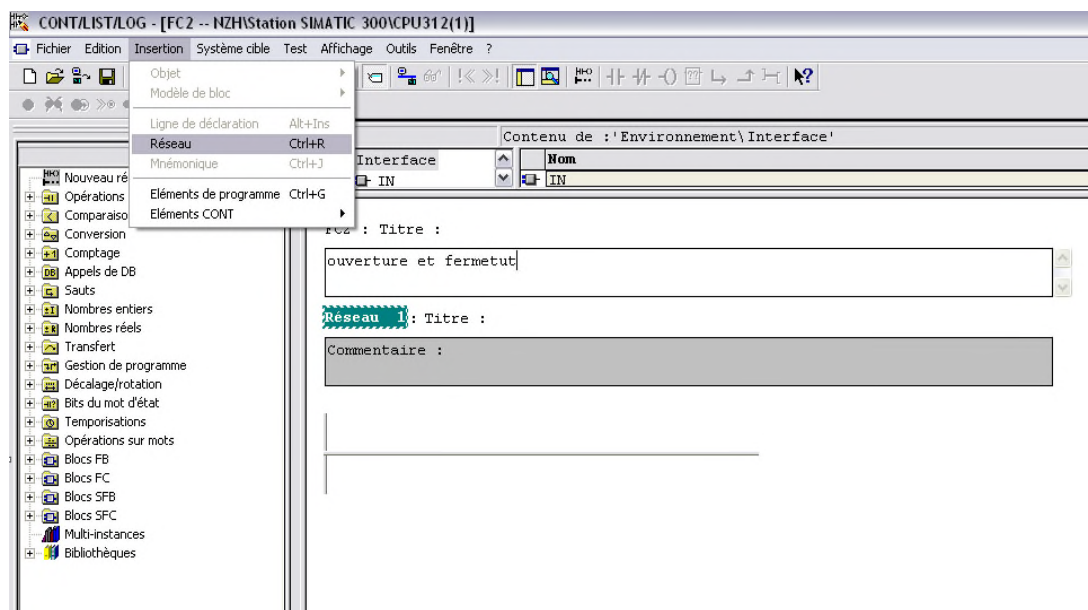 CONT/LIST/LOG - [FC2 -- NZH\Station SIMATIC 300\CPU312(1)]
Fichier Edition Insertion Système cible Test Affichage Outils Fenêtre ?
Objet
Modèle de bloc
Ligne de déclaration Alt+Ins
Réseau Ctrl+R
Mnémonique Ctrl+J
Eléments de programme Ctrl+G
Eléments CONT
Contenu de :'Environnement\Interface'
Interface
IN
Nom
IN
Nouveau ré
Opérations
Comparaiso
Conversion
Comptage
Appels de DB
Sauts
Nombres entiers
Nombres réels
Transfert
Gestion de programme
Décalage/rotation
Bits du mot d'état
Temporisations
Opérations sur mots
Blocs FB
Blocs FC
Blocs SFB
Blocs SFC
Multi-instances
Bibliothèques
FC2 : Titre :
ouverture et fermetut
Réseau 1: Titre :
Commentaire :